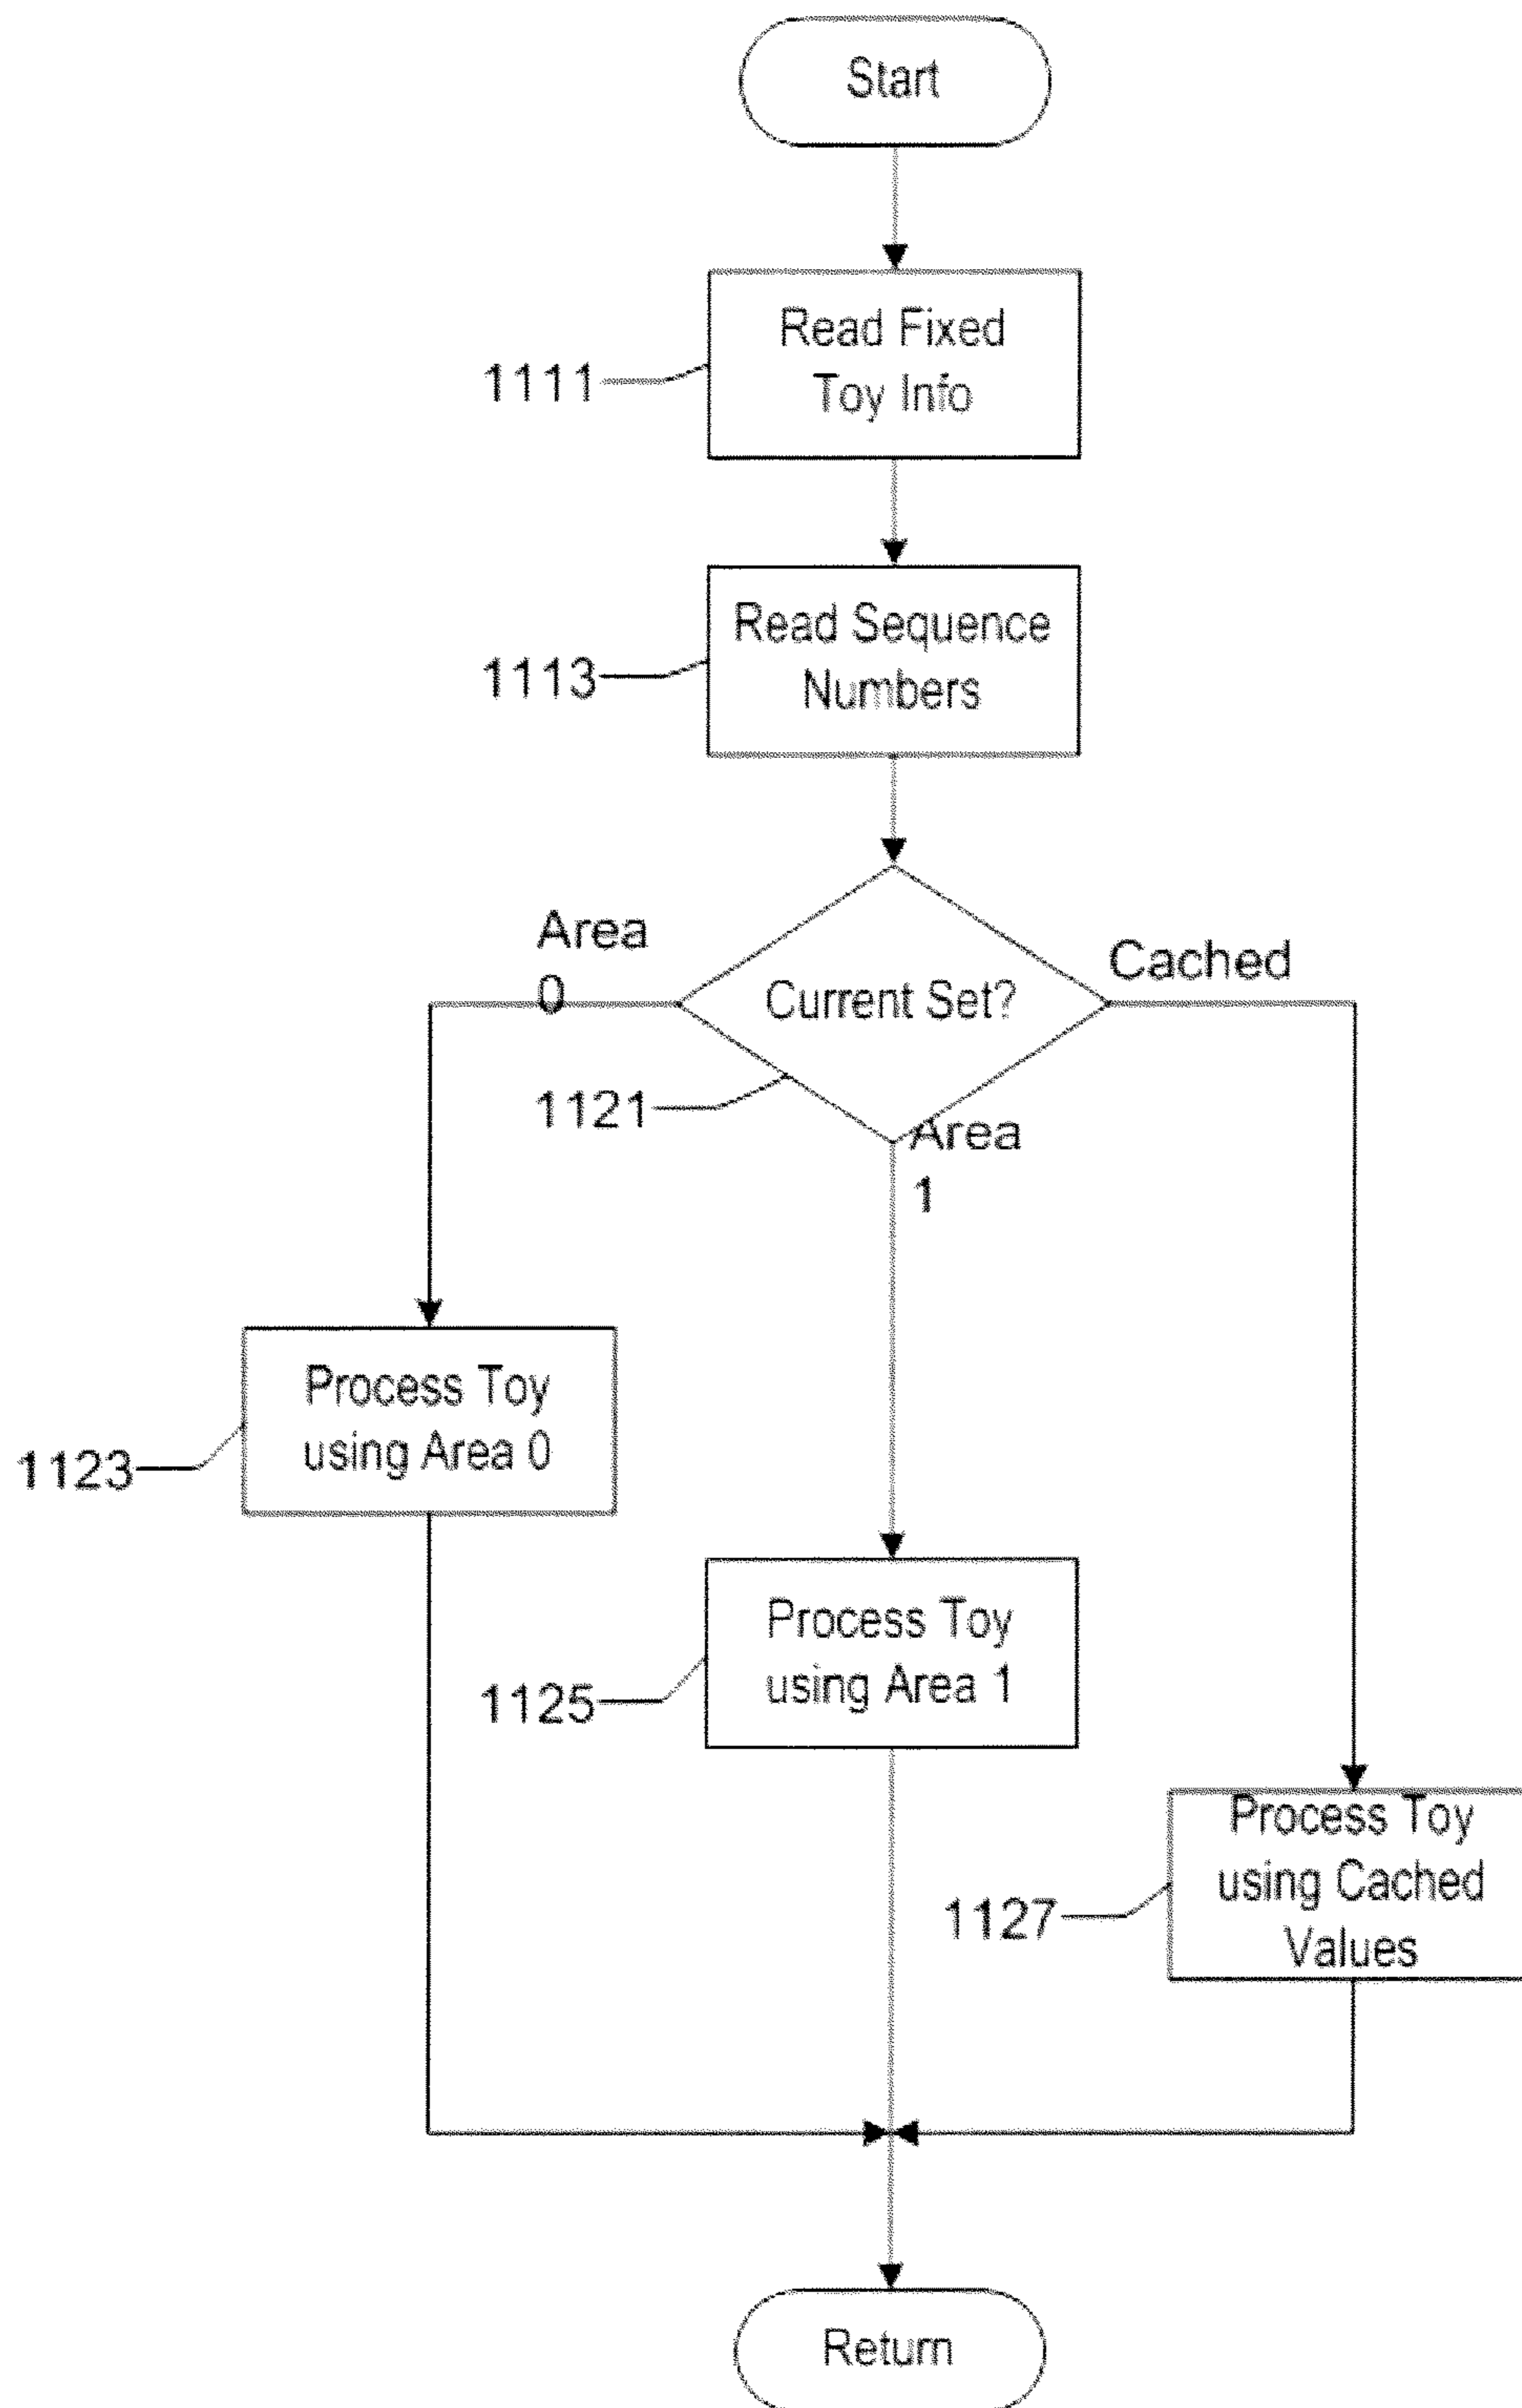 Start
Read Fixed
Toy Info
1111
Read Sequence
Numbers
1113
Area
0
Current Set?
Cached
1121
Area
1
Process Toy
using Area 0
1123
Process Toy
using Area 1
1125
Process Toy
using Cached
Values
1127
Return